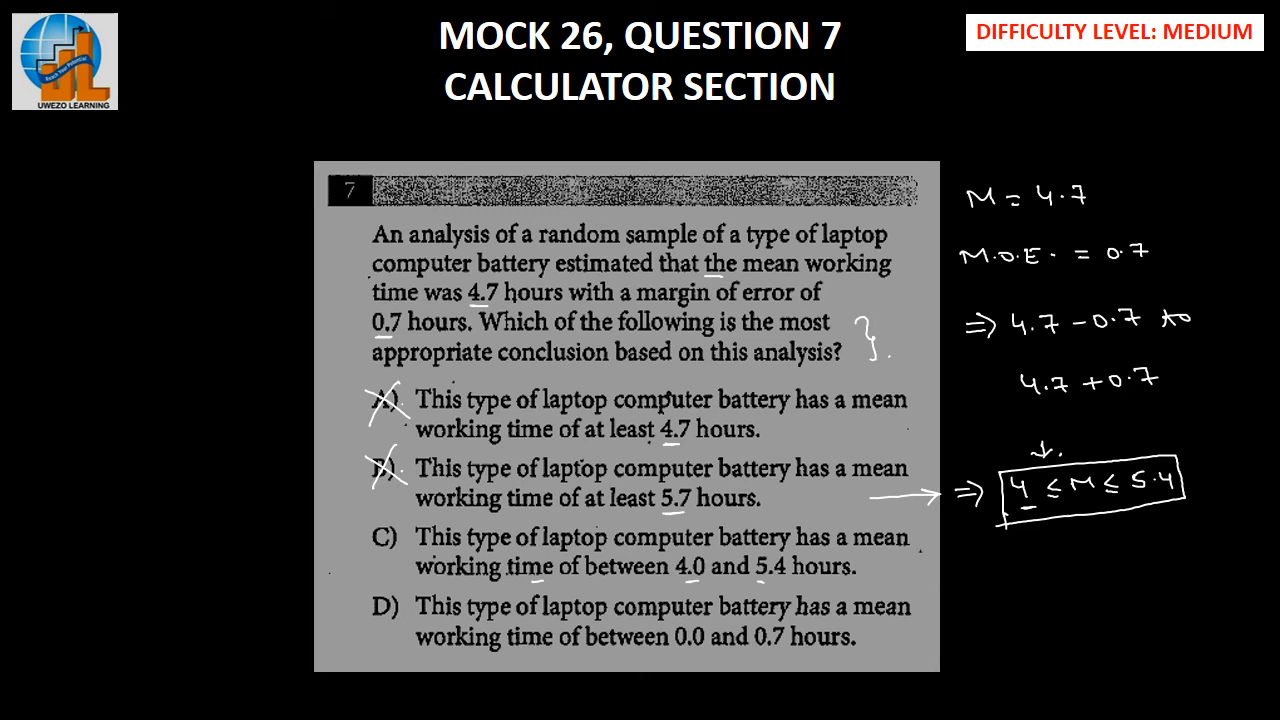 MOCK 26, QUESTION 7
CALCULATOR SECTION
DIFFICULTY LEVEL: MEDIUM
Reach Your Potential
UWEZO LEARNING
7
An analysis of a random sample of a type of laptop
computer battery estimated that the mean working
time was 4.7 hours with a margin of error of
0.7 hours. Which of the following is the most
appropriate conclusion based on this analysis?
A) This type of laptop computer battery has a mean
working time of at least 4.7 hours.
B) This type of laptop computer battery has a mean
working time of at least 5.7 hours.
C) This type of laptop computer battery has a mean
working time of between 4.0 and 5.4 hours.
D) This type of laptop computer battery has a mean
working time of between 0.0 and 0.7 hours.
M = 4.7
M.O.E. = 0.7
⇒ 4.7 - 0.7 to
4.7 + 0.7
⇒ 4 ≤ M ≤ 5.4